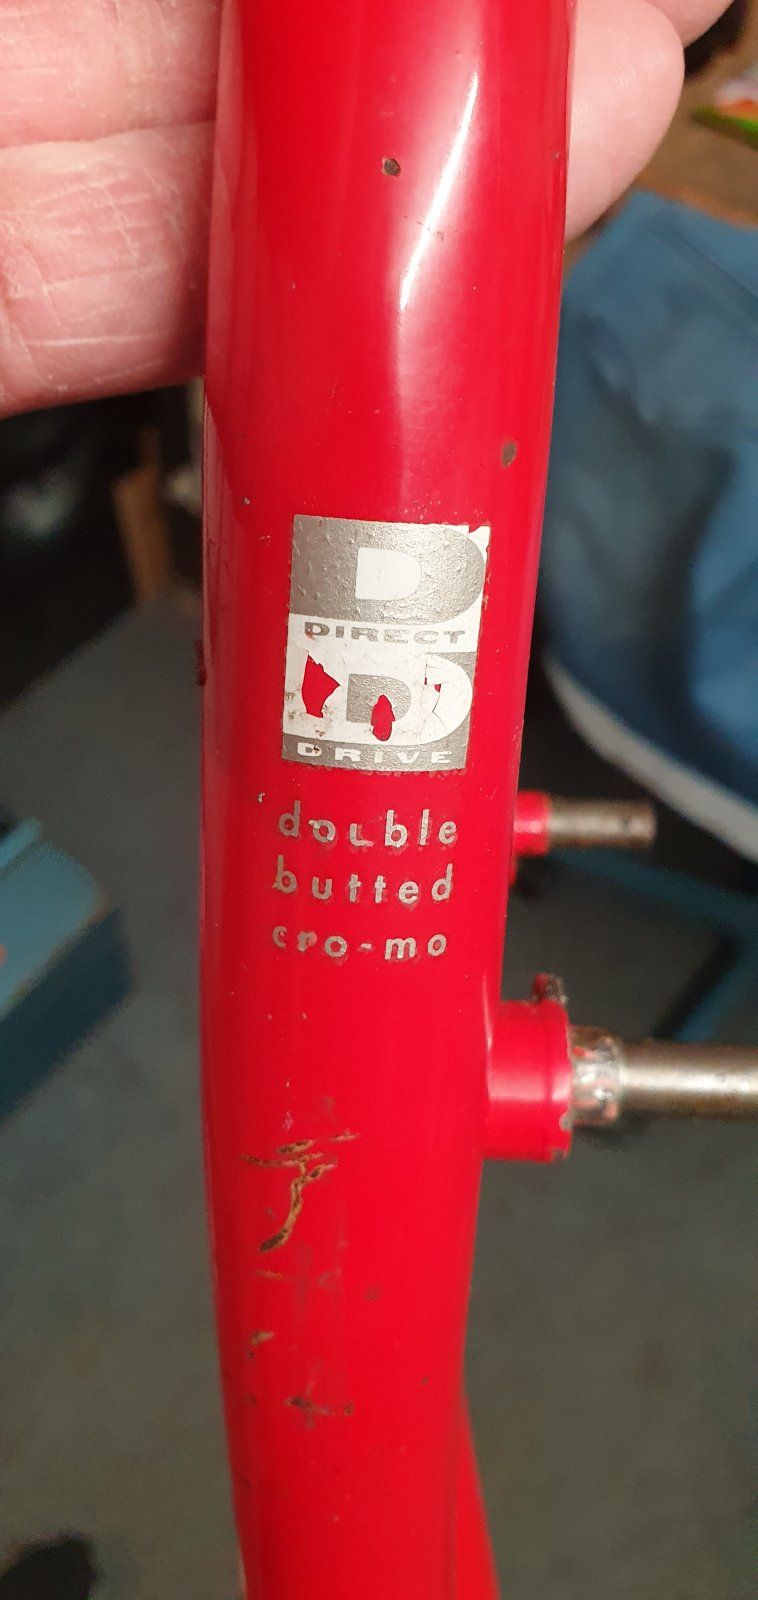 D
DIRECT
D
DRIVE
double
butted
cro-mo